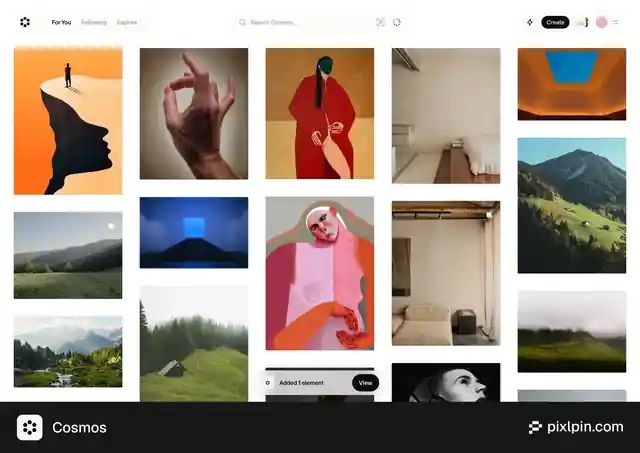 For You Following Explore Search Cosmos... Create
Added 1 element View
Cosmos pixlpin.com